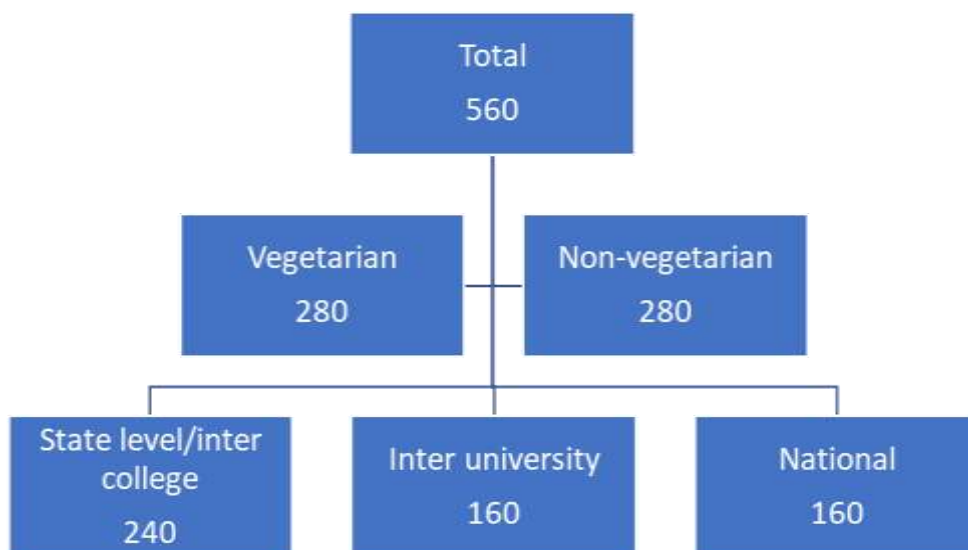 Total
560
Vegetarian
280
Non-vegetarian
280
State level/inter
college
240
Inter university
160
National
160